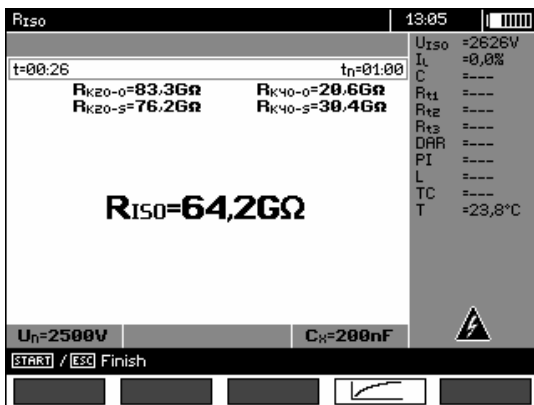 RISO 13:05
t=00:26 tn=01:00
RK20-O=83,3GΩ RK40-O=20,6GΩ
RK20-S=76,2GΩ RK40-S=30,4GΩ
RISO=64,2GΩ
Un=2500V CX=200nF
START / ESC Finish
UISO =2626V
IL =0,0%
C =---
Rt1 =---
Rt2 =---
Rt3 =---
DAR =---
PI =---
L =---
TC =---
T =23,8°C